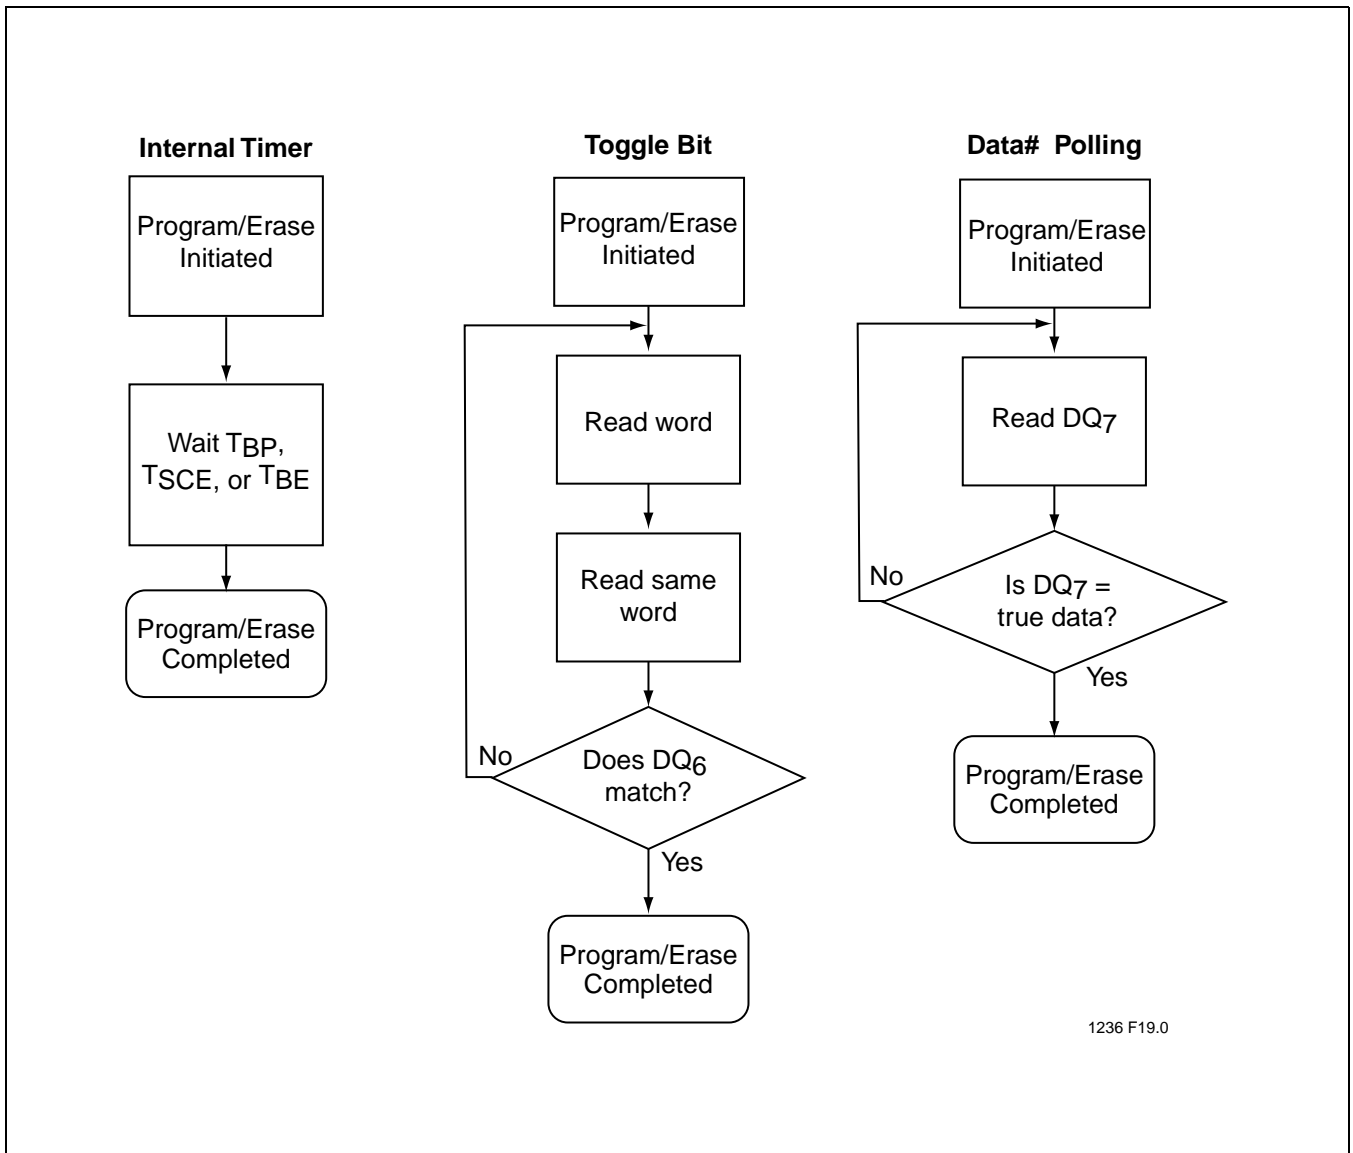 Internal Timer
Program/Erase
Initiated
Wait TBP,
TSCE, or TBE
Program/Erase
Completed
Toggle Bit
Program/Erase
Initiated
Read word
Read same
word
Does DQ6
match?
No
Yes
Program/Erase
Completed
Data# Polling
Program/Erase
Initiated
Read DQ7
Is DQ7 =
true data?
No
Yes
Program/Erase
Completed
1236 F19.0